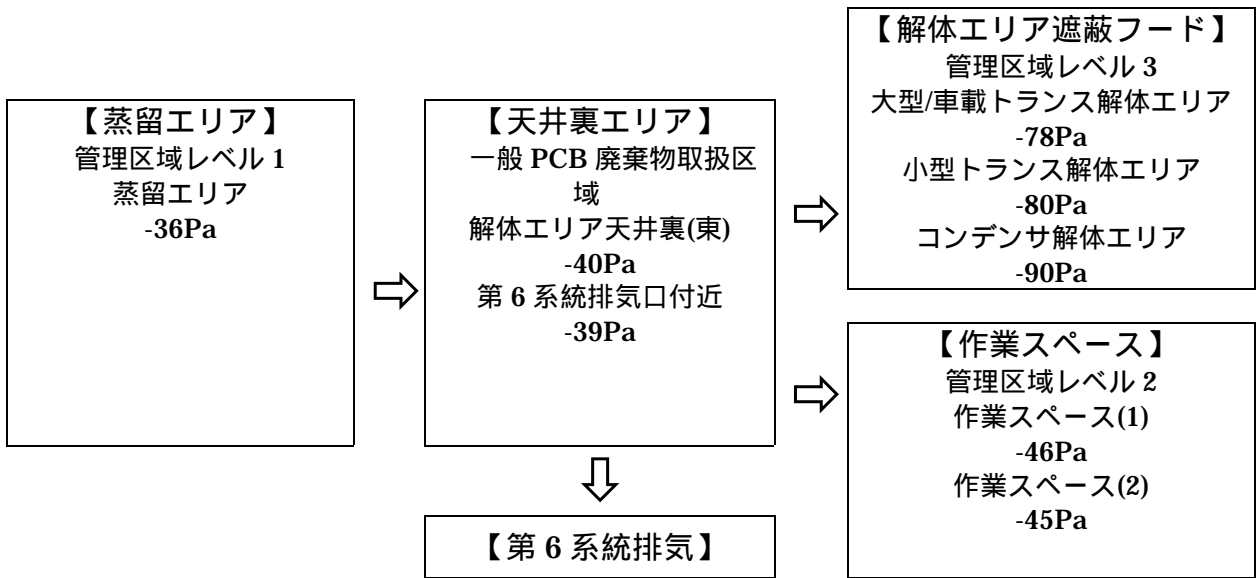 【蒸留エリア】
管理区域レベル 1
蒸留エリア
-36Pa
【天井裏エリア】
一般 PCB 廃棄物取扱区
域
解体エリア天井裏(東)
-40Pa
第 6 系統排気口付近
-39Pa
【第 6 系統排気】
【解体エリア遮蔽フード】
管理区域レベル 3
大型/車載トランス解体エリア
-78Pa
小型トランス解体エリア
-80Pa
コンデンサ解体エリア
-90Pa
【作業スペース】
管理区域レベル 2
作業スペース(1)
-46Pa
作業スペース(2)
-45Pa